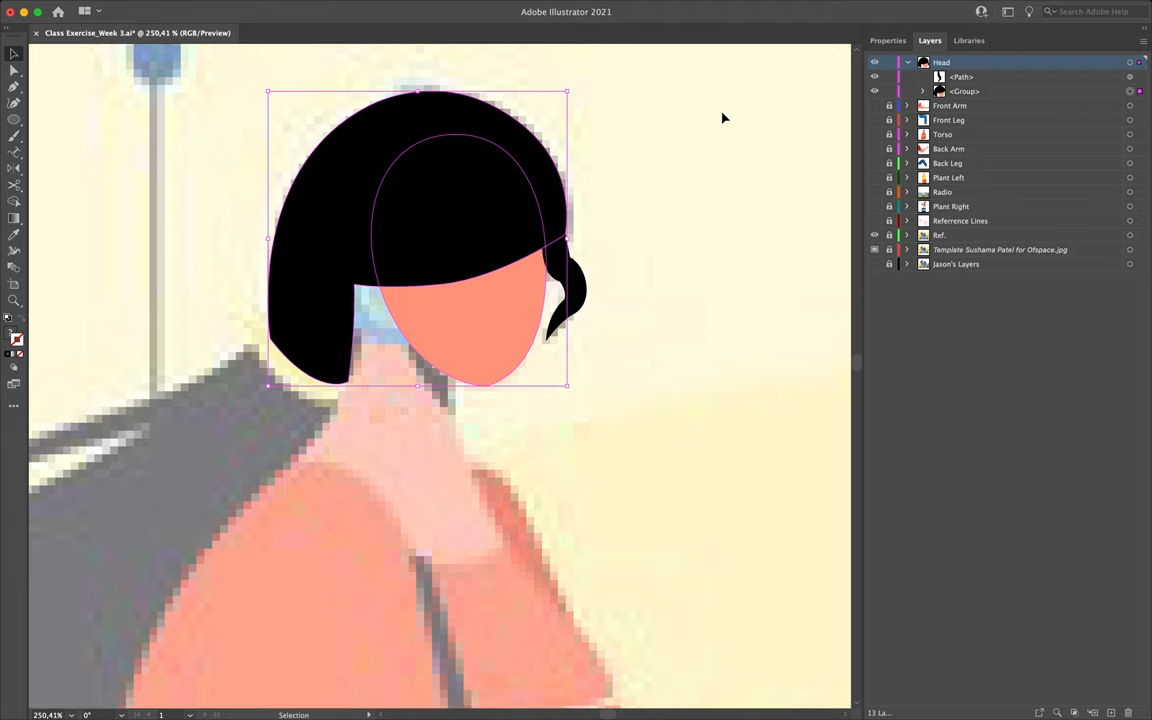 Adobe Illustrator 2021
Search Adobe Help
Class Exercise_Week 3.ai* @ 250,41 % (RGB/Preview)
Properties
Layers
Libraries
Head
<Path>
<Group>
Front Arm
Front Leg
Torso
Back Arm
Back Leg
Plant Left
Radio
Plant Right
Referrence Lines
Ref.
Template Sushama Patel for Ofspace.jpg
Jason's Layers
250,41%
0°
1
Selection
13 La...